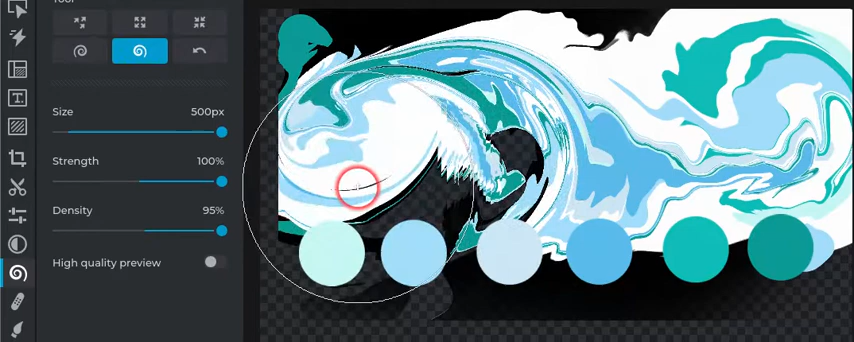 Size 500px
Strength 100%
Density 95%
High quality preview